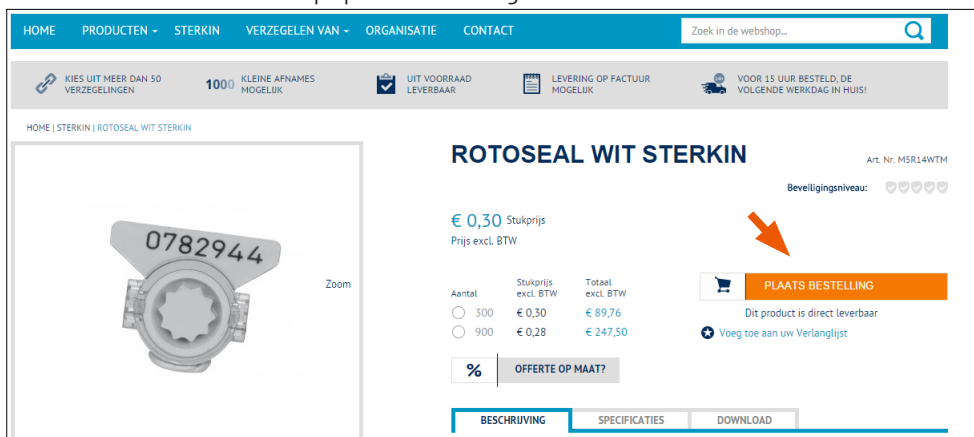 HOME PRODUCTEN STERKIN VERZEGELEN VAN ORGANISATIE CONTACT Zoek in de webshop...
KIES UIT MEER DAN 50
VERZEGELINGEN
1000 KLEINE AFNAMES
MOGELIJK
UIT VOORRAAD
LEVERBAAR
LEVERING OP FACTUUR
MOGELIJK
VOOR 15 UUR BESTELD, DE
VOLGENDE WERKDAG IN HUIS!
HOME | STERKIN | ROTOSEAL WIT STERKIN
0782944
Zoom
ROTOSEAL WIT STERKIN
Art. Nr. M5R14WTM
Beveiligingsniveau:
€ 0,30 Stukprijs
Prijs excl. BTW
Aantal Stukprijs excl. BTW Totaal excl. BTW
300 € 0,30 € 89,76
900 € 0,28 € 247,50
PLAATS BESTELLING
Dit product is direct leverbaar
Voeg toe aan uw Verlanglijst
% OFFERTE OP MAAT?
BESCHRIJVING SPECIFICATIES DOWNLOAD